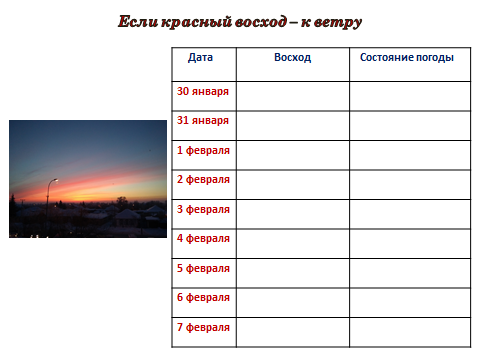 Если красный восход – к ветру
Дата Восход Состояние погоды
30 января
31 января
1 февраля
2 февраля
3 февраля
4 февраля
5 февраля
6 февраля
7 февраля